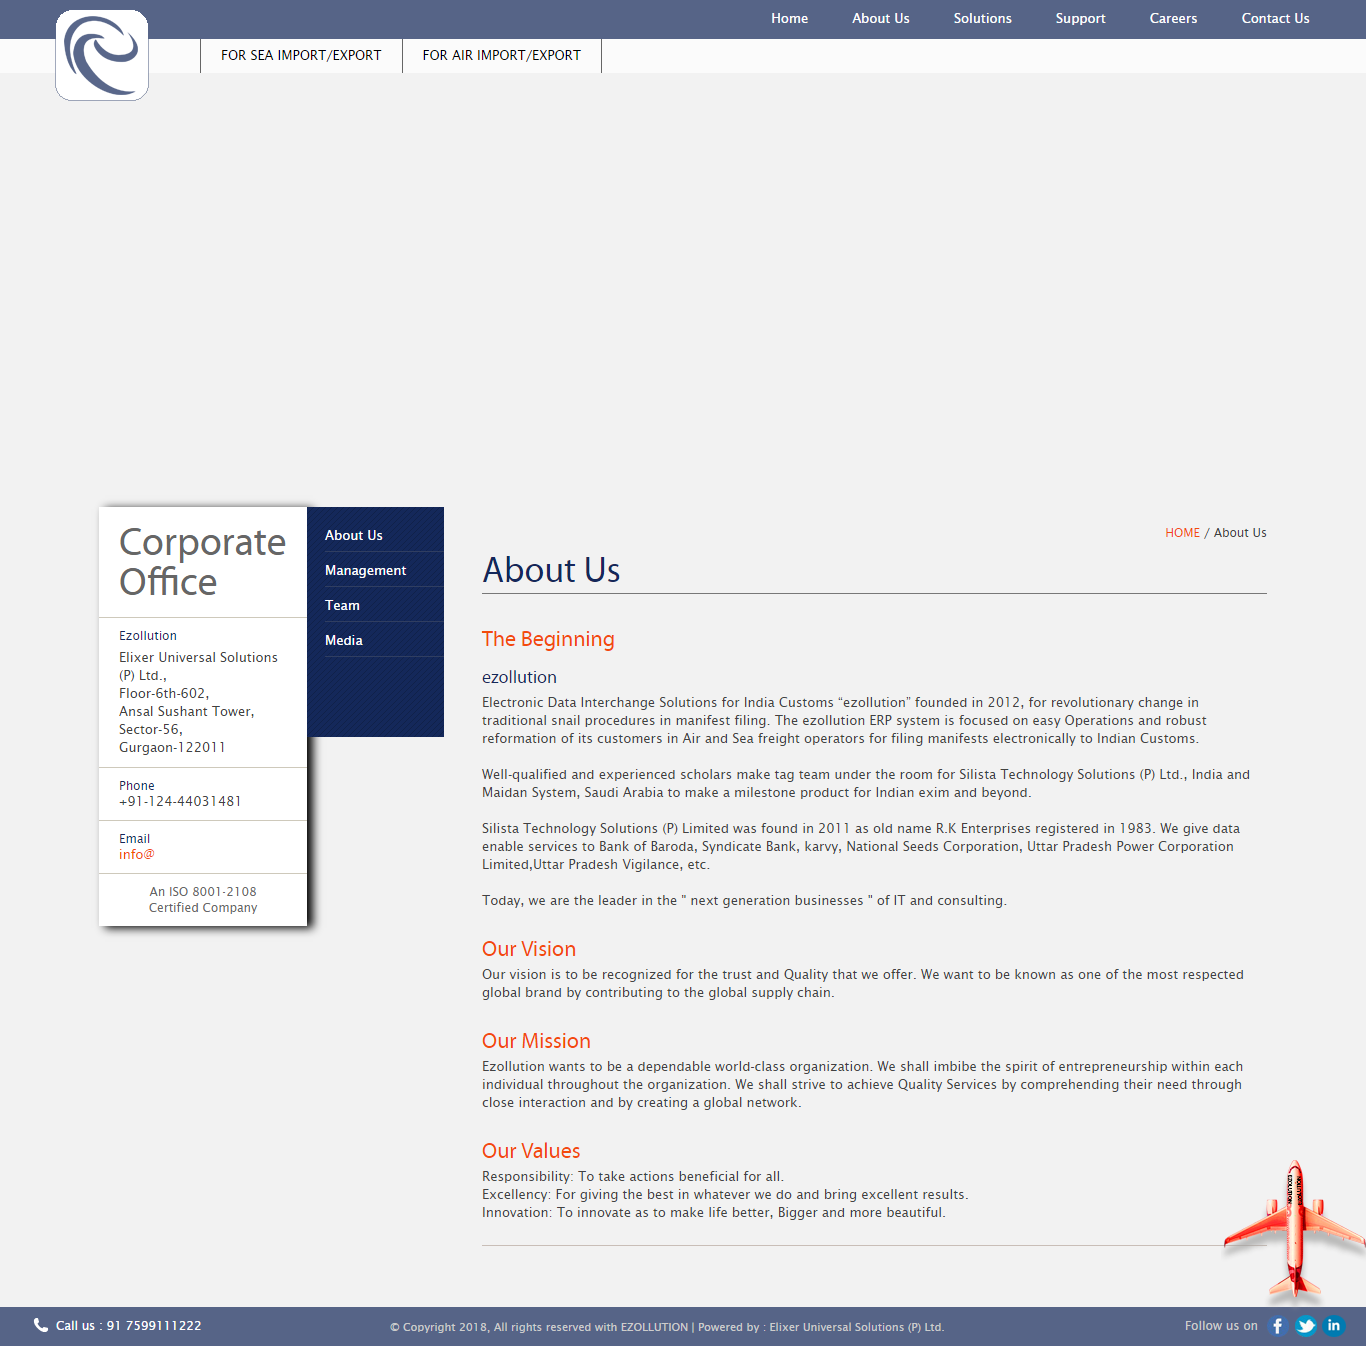 Home About Us Solutions Support Careers Contact Us
FOR SEA IMPORT/EXPORT FOR AIR IMPORT/EXPORT
Corporate
Office
Ezollution
Elixer Universal Solutions
(P) Ltd.,
Floor-6th-602,
Ansal Sushant Tower,
Sector-56,
Gurgaon-122011
Phone
+91-124-44031481
Email
info@
An ISO 8001-2108
Certified Company
About Us
Management
Team
Media
HOME / About Us
About Us
The Beginning
ezollution
Electronic Data Interchange Solutions for India Customs “ezollution” founded in 2012, for revolutionary change in
traditional snail procedures in manifest filing. The ezollution ERP system is focused on easy Operations and robust
reformation of its customers in Air and Sea freight operators for filing manifests electronically to Indian Customs.
Well-qualified and experienced scholars make tag team under the room for Silista Technology Solutions (P) Ltd., India and
Maidan System, Saudi Arabia to make a milestone product for Indian exim and beyond.
Silista Technology Solutions (P) Limited was found in 2011 as old name R.K Enterprises registered in 1983. We give data
enable services to Bank of Baroda, Syndicate Bank, karvy, National Seeds Corporation, Uttar Pradesh Power Corporation
Limited,Uttar Pradesh Vigilance, etc.
Today, we are the leader in the " next generation businesses " of IT and consulting.
Our Vision
Our vision is to be recognized for the trust and Quality that we offer. We want to be known as one of the most respected
global brand by contributing to the global supply chain.
Our Mission
Ezollution wants to be a dependable world-class organization. We shall imbibe the spirit of entrepreneurship within each
individual throughout the organization. We shall strive to achieve Quality Services by comprehending their need through
close interaction and by creating a global network.
Our Values
Responsibility: To take actions beneficial for all.
Excellency: For giving the best in whatever we do and bring excellent results.
Innovation: To innovate as to make life better, Bigger and more beautiful.
EZOLUTION
EZOLUTION
Call us : 91 7599111222
© Copyright 2018, All rights reserved with EZOLLUTION | Powered by : Elixer Universal Solutions (P) Ltd.
Follow us on